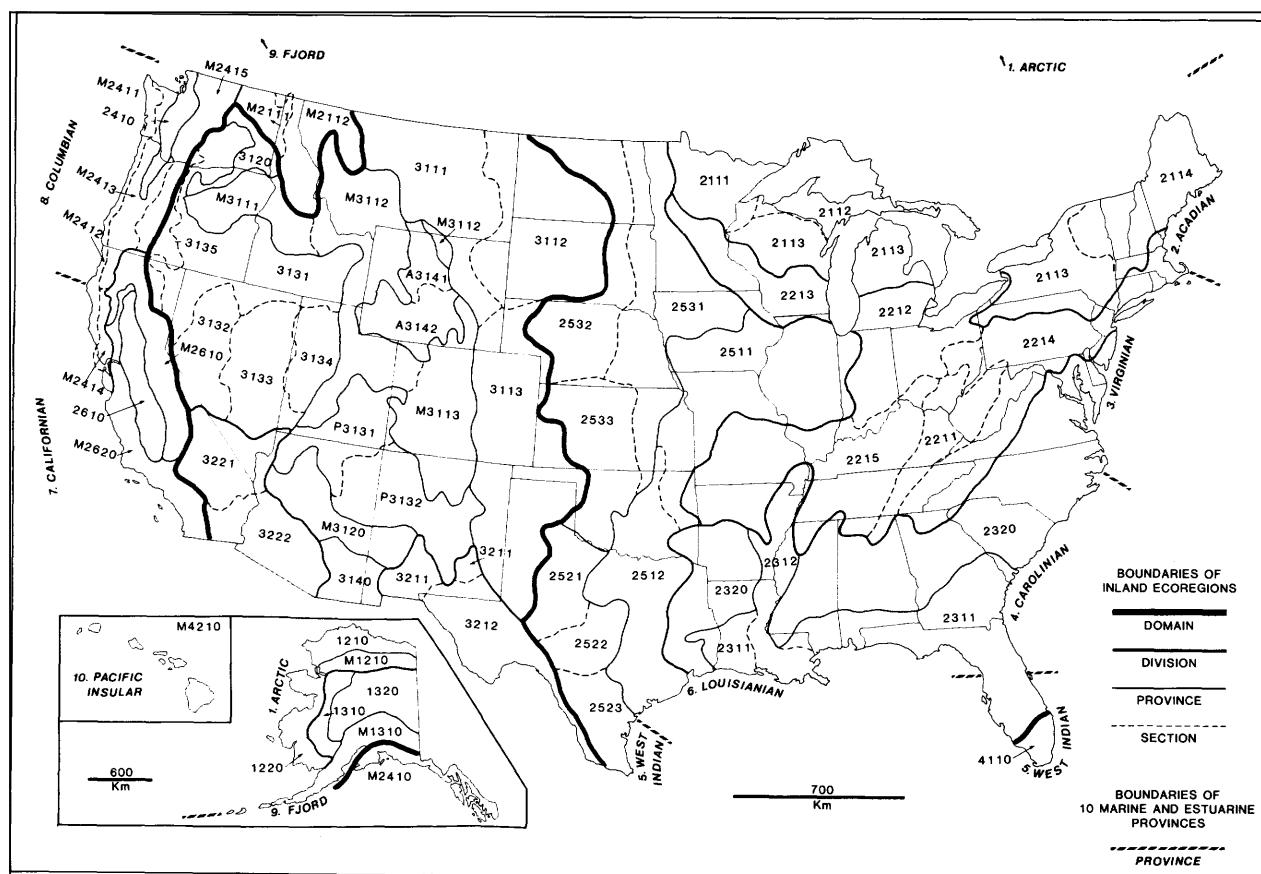 9. FJORD
1. ARCTIC
M2415
M2411
2410
M2111
M2112
8. COLUMBIAN
M2413
M2412
3120
M3111
M3112
3111
M3112
3112
3135
3131
A3141
A3142
2111
2112
2113
2113
2114
2. ACADIAN
2113
2213
2212
2214
2531
2532
2511
3132
M2610
3133
3134
M2414
2610
M2620
7. CALIFORNIAN
3113
M3113
P3131
2533
2215
2211
3. VIRGINIAN
3221
P3132
M3120
3222
3140
3211
3211
3212
2521
2512
2522
2523
2320
2312
2311
2320
2311
4. CAROLINIAN
6. LOUISIANIAN
5. WEST
INDIAN
4110
5. WEST
INDIAN
M4210
10. PACIFIC
INSULAR
1210
M1210
1. ARCTIC
1320
1310
M1310
1220
M2410
9. FJORD
600
Km
700
Km
BOUNDARIES OF
INLAND ECOREGIONS
DOMAIN
DIVISION
PROVINCE
SECTION
BOUNDARIES OF
10 MARINE AND ESTUARINE
PROVINCES
PROVINCE